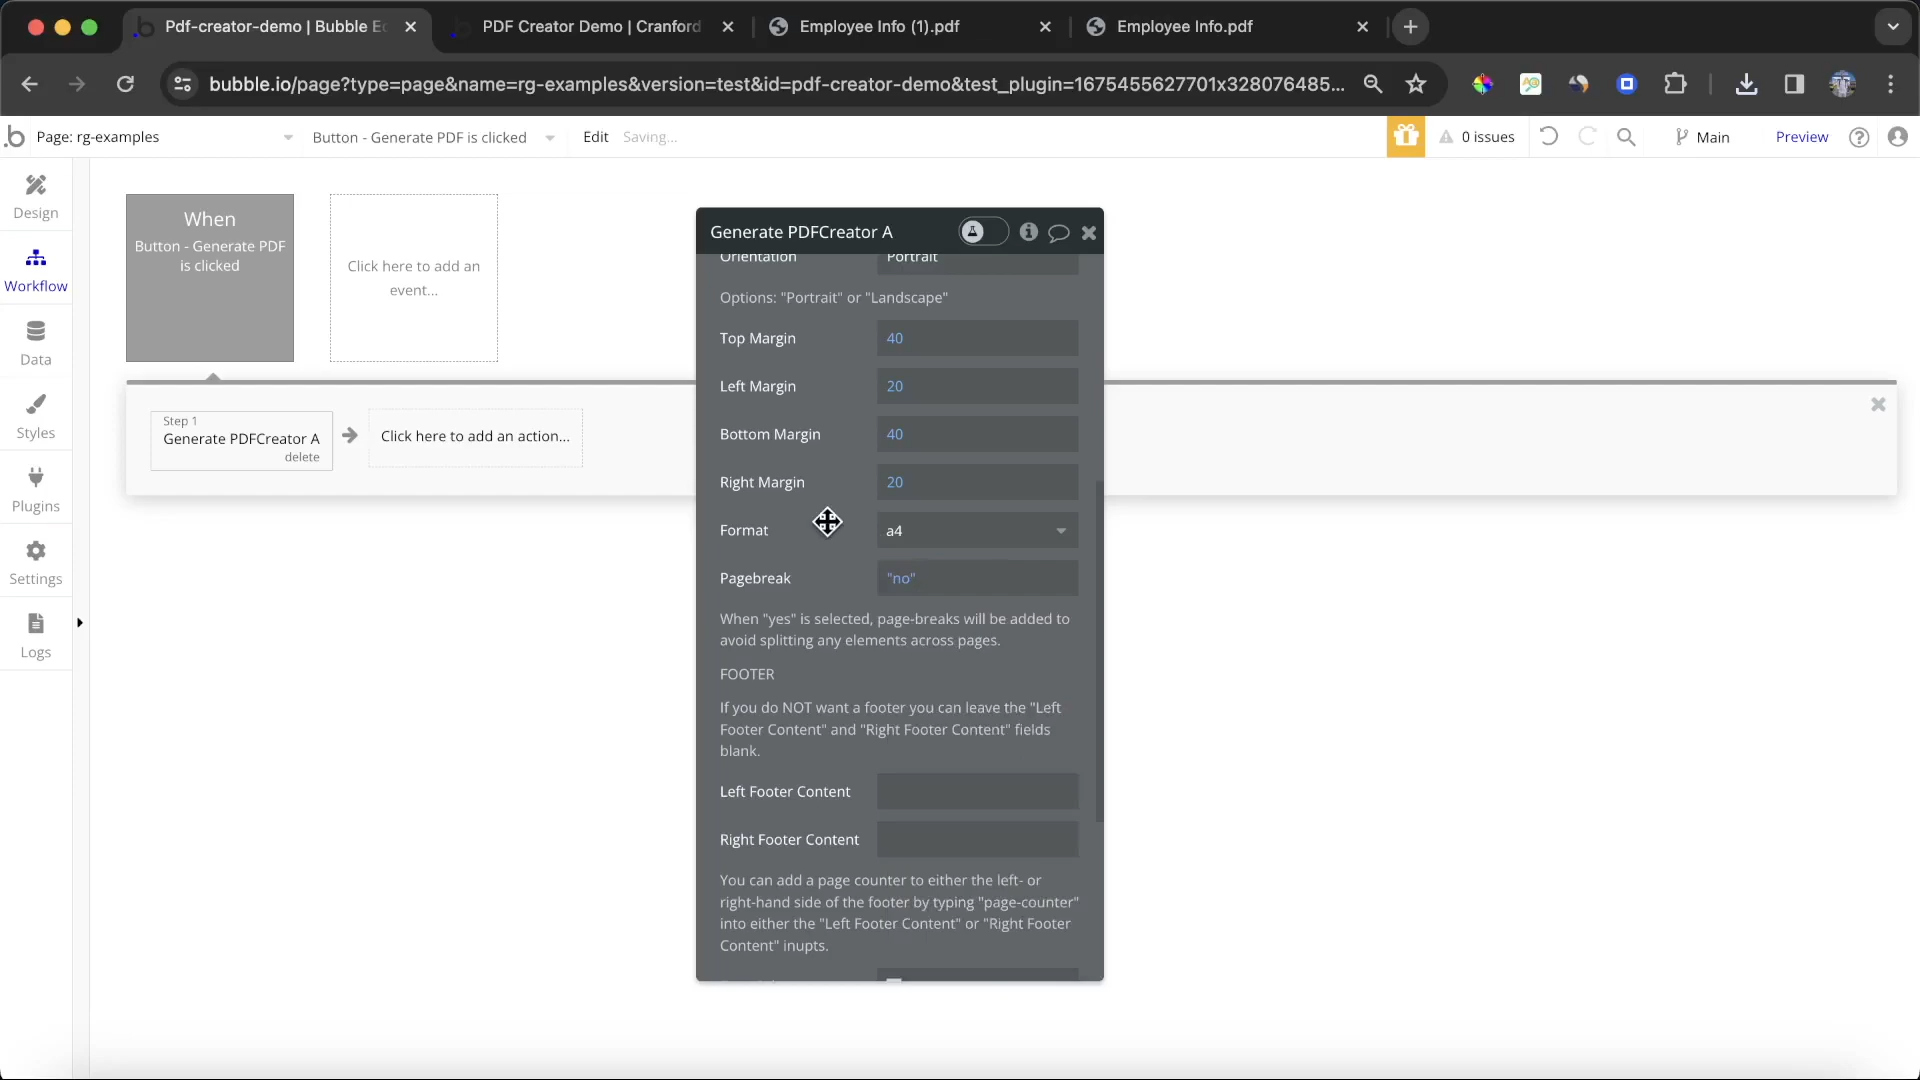 Pdf-creator-demo | Bubble Ed
PDF Creator Demo | Cranford
Employee Info (1).pdf
Employee Info.pdf
bubble.io/page?type=page&name=rg-examples&version=test&id=pdf-creator-demo&test_plugin=1675455627701x328076485...
Page: rg-examples
Button - Generate PDF is clicked
Edit
Saving...
0 issues
Main
Preview
Design
Workflow
Data
Styles
Plugins
Settings
Logs
When
Button - Generate PDF
is clicked
Click here to add an
event...
Step 1
Generate PDFCreator A
delete
Click here to add an action...
Generate PDFCreator A
Orientation
Portrait
Options: "Portrait" or "Landscape"
Top Margin
40
Left Margin
20
Bottom Margin
40
Right Margin
20
Format
a4
Pagebreak
"no"
When "yes" is selected, page-breaks will be added to
avoid splitting any elements across pages.
FOOTER
If you do NOT want a footer you can leave the "Left
Footer Content" and "Right Footer Content" fields
blank.
Left Footer Content
Right Footer Content
You can add a page counter to either the left- or
right-hand side of the footer by typing "page-counter"
into either the "Left Footer Content" or "Right Footer
Content" inupts.